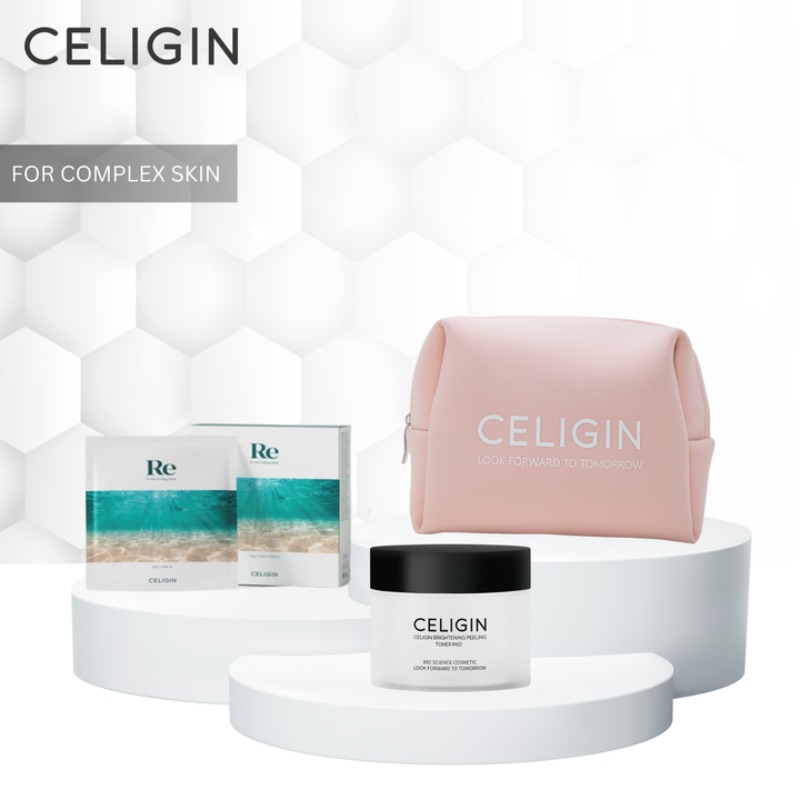 CELIGIN
FOR COMPLEX SKIN
CELIGIN
LOOK FORWARD TO TOMORROW
Re
CELIGIN
Re
CELIGIN
CELIGIN
CELIGIN BRIGHTENING PEELING
TONER PAD
BIO SCIENCE COSMETIC
LOOK FORWARD TO TOMORROW